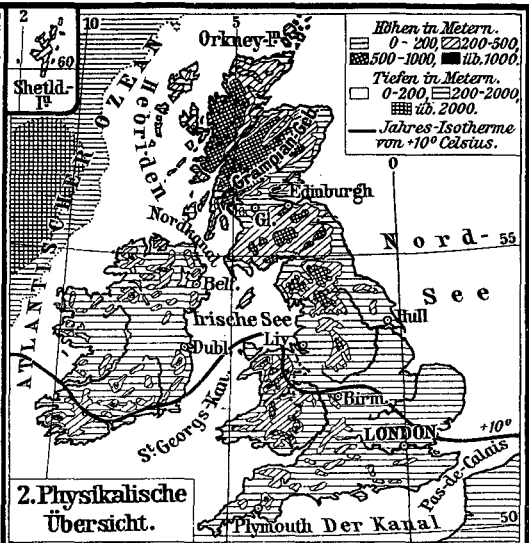 2
60
Shetld.-
Iⁿ
10
5
Orkney-Iⁿ
Höhen in Metern.
0-200, 200-500,
500-1000, üb. 1000.
Tiefen in Metern.
0-200, 200-2000,
üb. 2000.
Jahres-Isotherme
von +10° Celsius.
0
ATLANTISCHER OZEAN
Hebriden
Grampian-Geb.
Edinburgh
Gl.
Nordkanal
Nord-
55
See
Belf.
Irische See
Hull
Dubl.
Liv.
Birm.
St. Georgs Kan.
LONDON
+10°
Pas-de-Calais
2. Physikalische
Übersicht.
Plymouth
Der Kanal
50